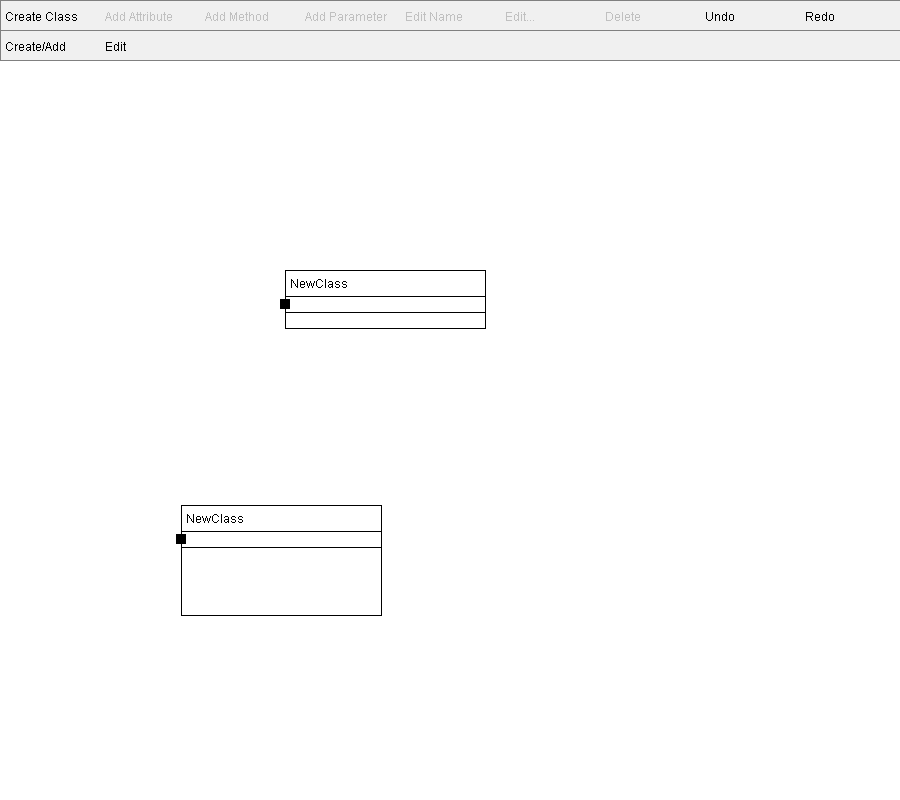 Create Class Add Attribute Add Method Add Parameter Edit Name Edit... Delete Undo Redo
Create/Add Edit
NewClass
NewClass